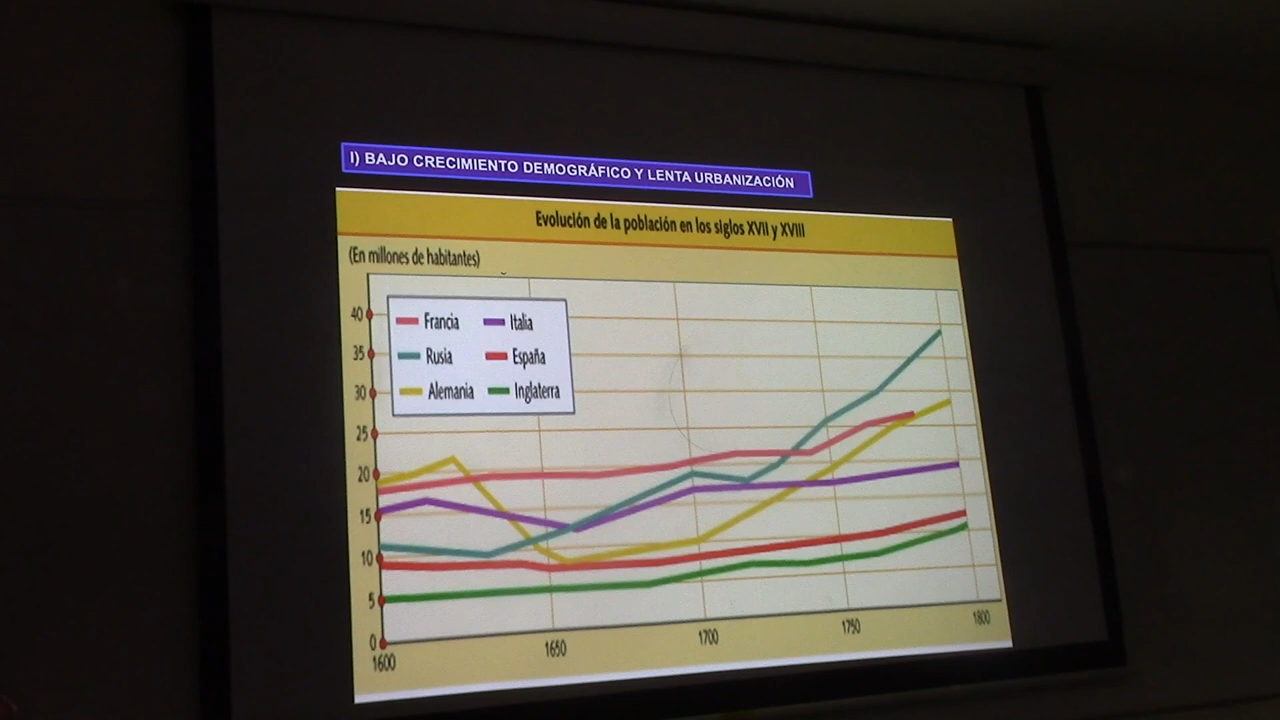 I) BAJO CRECIMIENTO DEMOGRÁFICO Y LENTA URBANIZACIÓN
Evolución de la población en los siglos XVII y XVIII
(En millones de habitantes)
Francia Italia
Rusia España
Alemania Inglaterra
40
35
30
25
20
15
10
5
0
1600 1650 1700 1750 1800